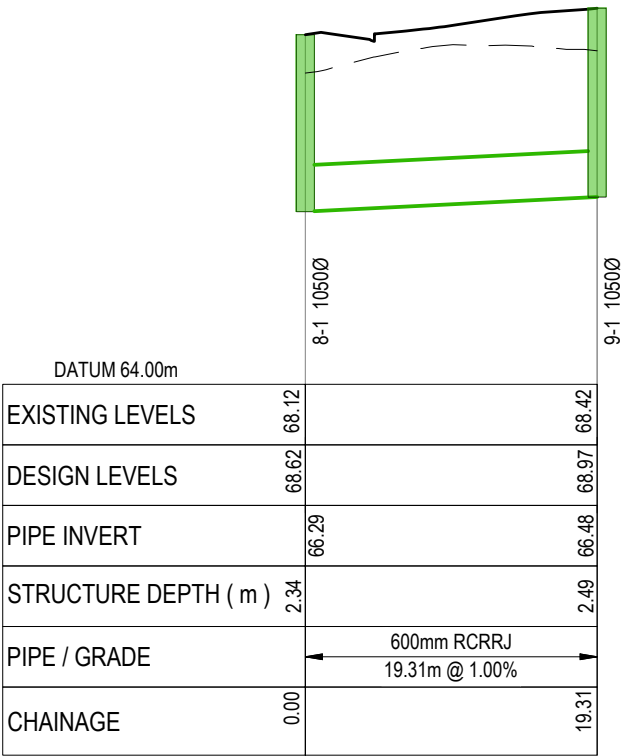 8-1 1050Ø
9-1 1050Ø
DATUM 64.00m
EXISTING LEVELS 68.12 68.42
DESIGN LEVELS 68.62 68.97
PIPE INVERT 66.29 66.48
STRUCTURE DEPTH ( m ) 2.34 2.49
PIPE / GRADE 600mm RCRRJ
19.31m @ 1.00%
CHAINAGE 0.00 19.31